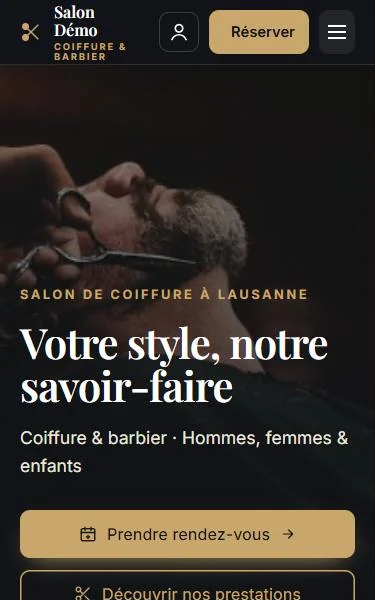 Salon
Démo
COIFFURE &
BARBIER
Réserver
SALON DE COIFFURE À LAUSANNE
Votre style, notre
savoir-faire
Coiffure & barbier · Hommes, femmes &
enfants
Prendre rendez-vous →
Découvrir nos prestations